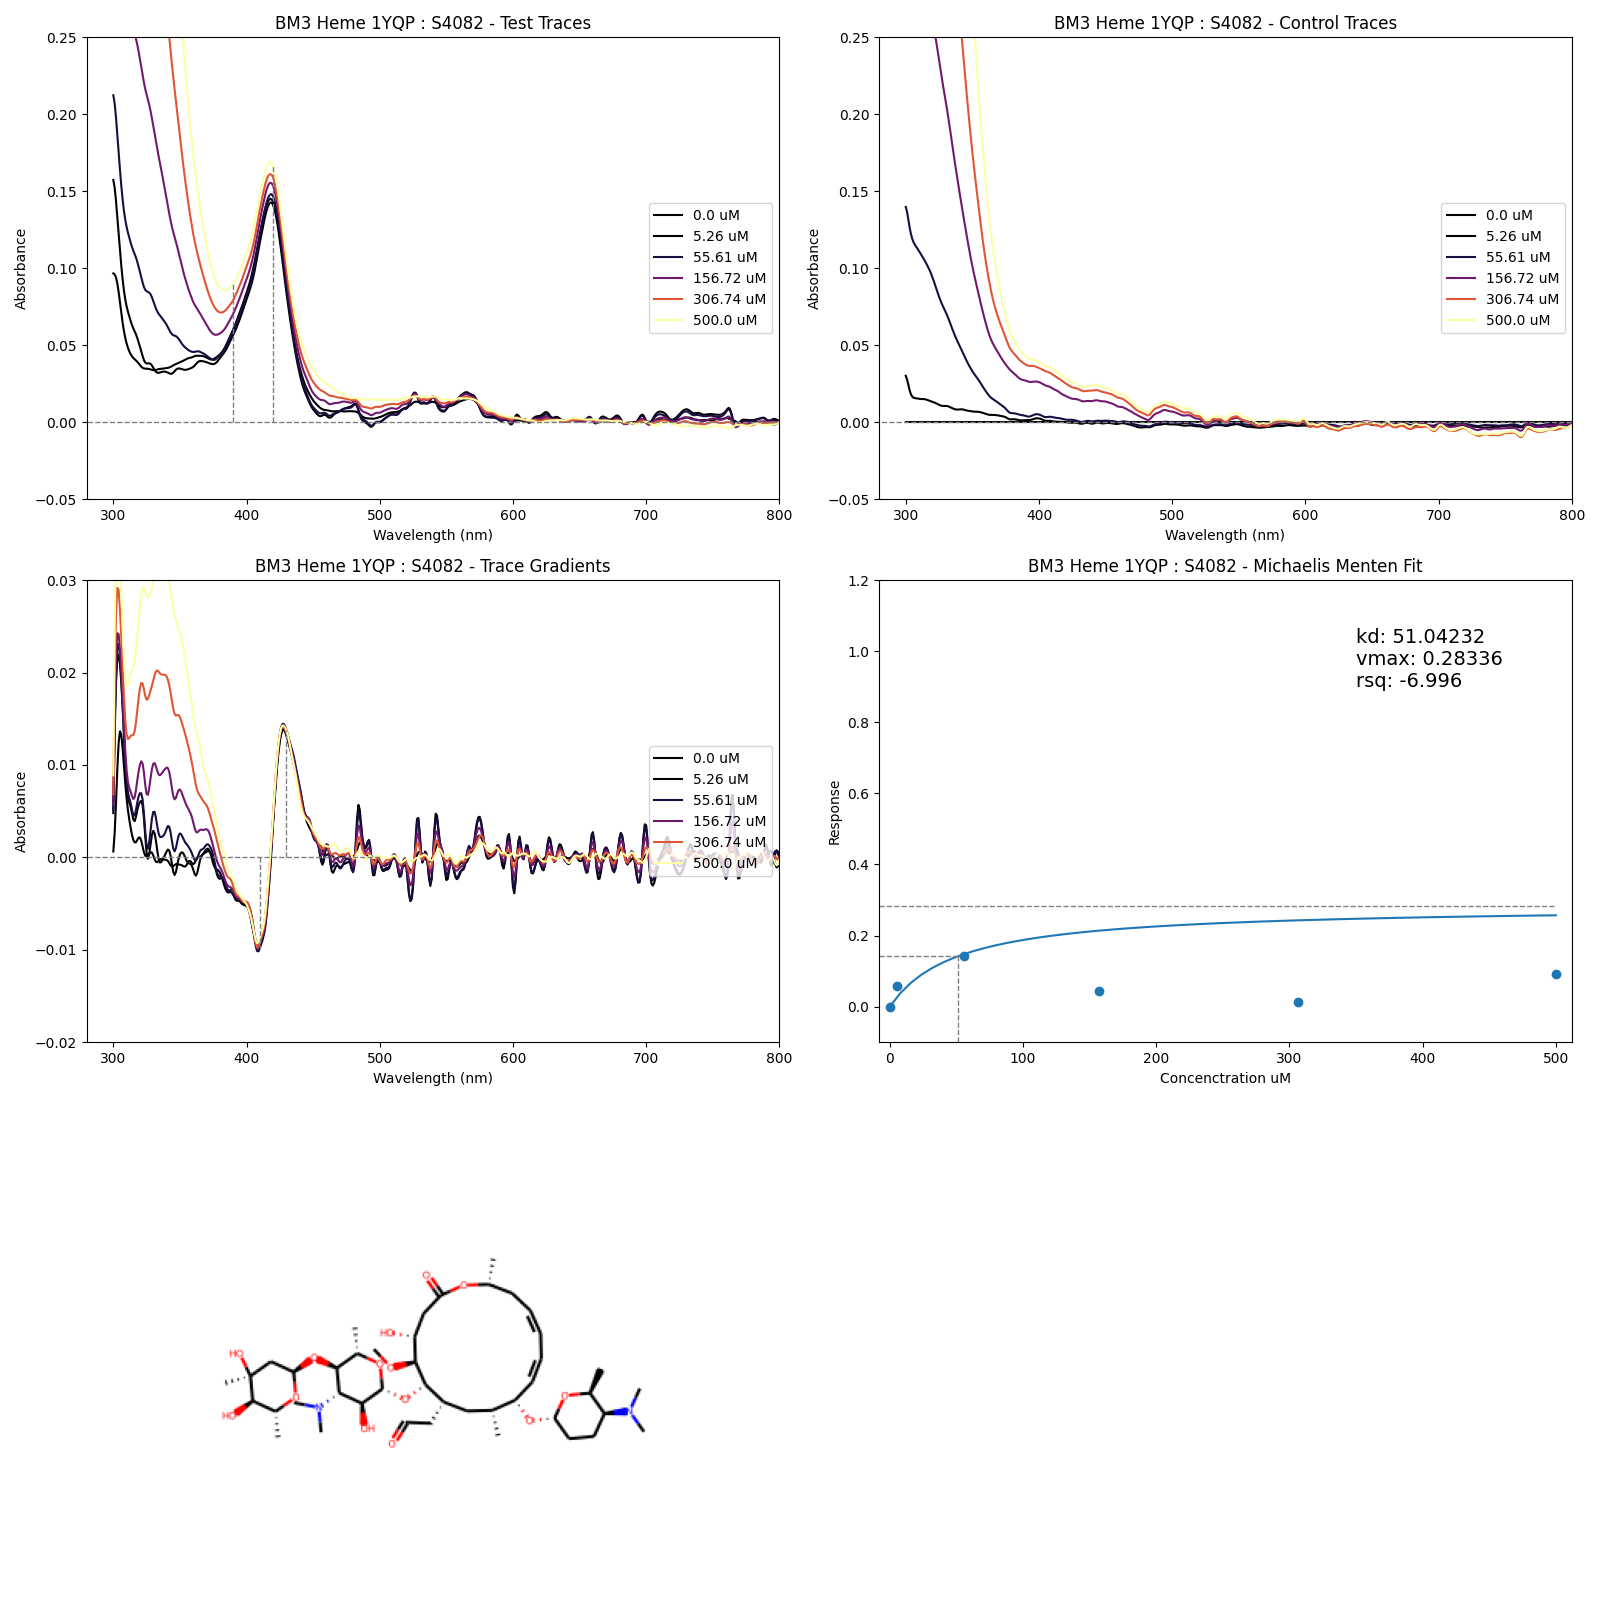 BM3 Heme 1YQP : S4082 - Test Traces
0.25
0.20
0.15
0.10
0.05
0.00
−0.05
Absorbance
300 400 500 600 700 800
Wavelength (nm)
0.0 uM
5.26 uM
55.61 uM
156.72 uM
306.74 uM
500.0 uM
BM3 Heme 1YQP : S4082 - Control Traces
0.25
0.20
0.15
0.10
0.05
0.00
−0.05
Absorbance
300 400 500 600 700 800
Wavelength (nm)
0.0 uM
5.26 uM
55.61 uM
156.72 uM
306.74 uM
500.0 uM
BM3 Heme 1YQP : S4082 - Trace Gradients
0.03
0.02
0.01
0.00
−0.01
−0.02
Absorbance
300 400 500 600 700 800
Wavelength (nm)
0.0 uM
5.26 uM
55.61 uM
156.72 uM
306.74 uM
500.0 uM
BM3 Heme 1YQP : S4082 - Michaelis Menten Fit
1.2
1.0
0.8
0.6
0.4
0.2
0.0
Response
0 100 200 300 400 500
Concenctration uM
kd: 51.04232
vmax: 0.28336
rsq: -6.996
O
O
HO
HO
O
O
O
O
O
HO
N
OH
O
O
O
N